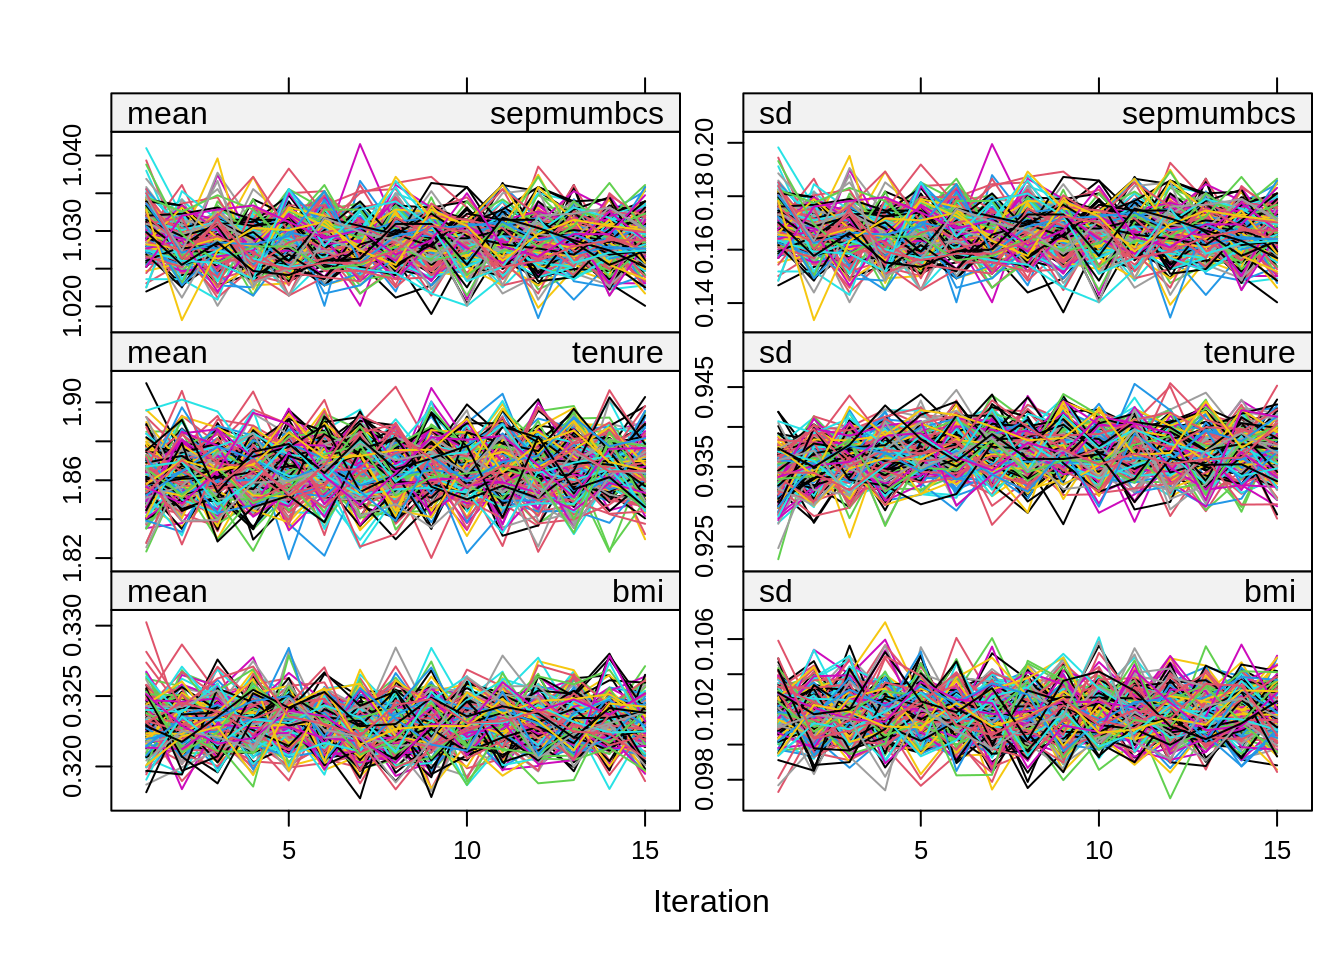 mean sepmumbcs sd sepmumbcs
1.020 1.030 1.040
0.14 0.16 0.18 0.20
mean tenure sd tenure
1.82 1.86 1.90
0.925 0.935 0.945
mean bmi sd bmi
0.320 0.325 0.330
0.098 0.102 0.106
5 10 15 5 10 15
Iteration